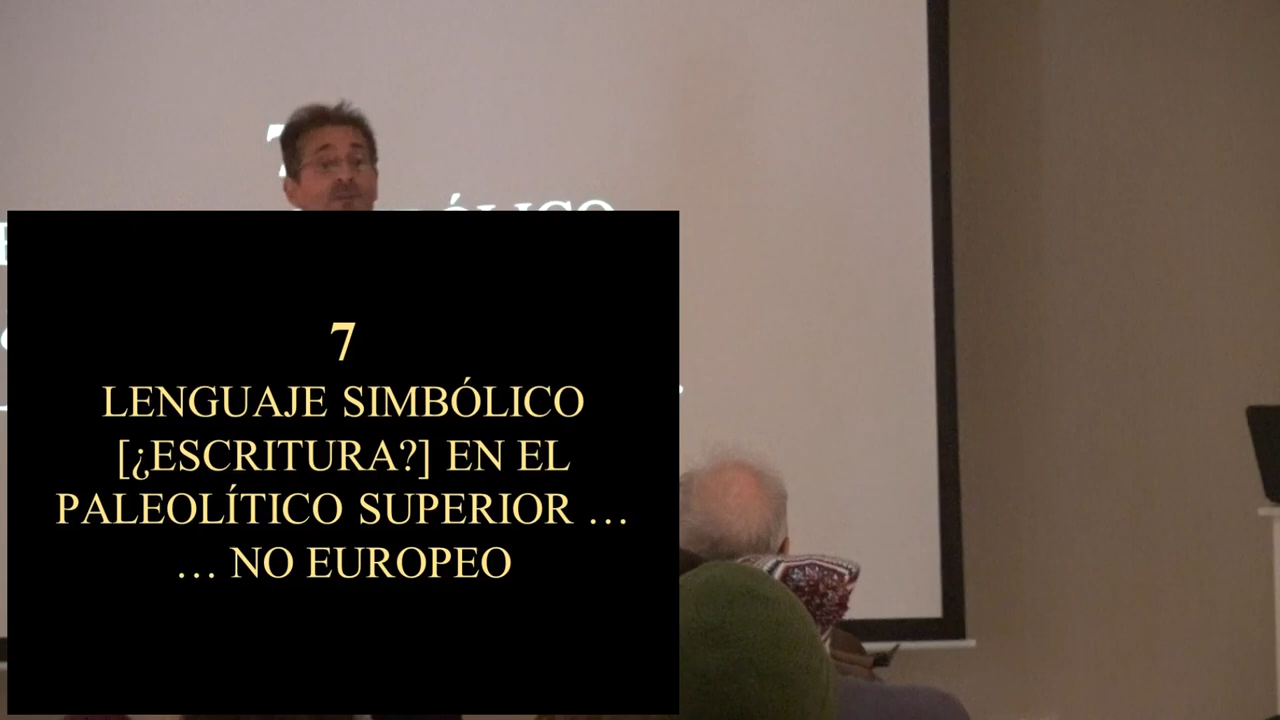 7
LENGUAJE SIMBÓLICO
[¿ESCRITURA?] EN EL
PALEOLÍTICO SUPERIOR …
… NO EUROPEO